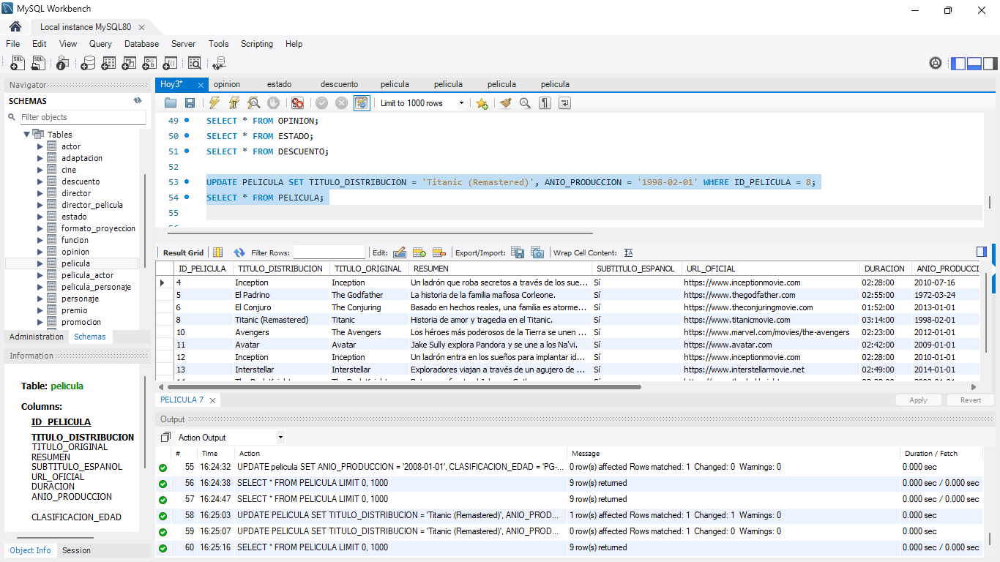 MySQL Workbench
Local instance MySQL80
File Edit View Query Database Server Tools Scripting Help
Navigator
SCHEMAS
Filter objects
Tables
actor
adaptacion
cine
descuento
director
director_pelicula
estado
formato_proyeccion
funcion
opinion
pelicula
pelicula_actor
pelicula_personaje
personaje
premio
promocion
Administration Schemas
Information
Table: pelicula
Columns:
ID_PELICULA
TITULO_DISTRIBUCION
TITULO_ORIGINAL
RESUMEN
SUBTITULO_ESPANOL
URL_OFICIAL
DURACION
ANIO_PRODUCCION
CLASIFICACION_EDAD
Object Info Session
Hoy3* opinion estado descuento pelicula pelicula pelicula pelicula
Limit to 1000 rows
49 SELECT * FROM OPINION;
50 SELECT * FROM ESTADO;
51 SELECT * FROM DESCUENTO;
52
53 UPDATE PELICULA SET TITULO_DISTRIBUCION = 'Titanic (Remastered)', ANIO_PRODUCCION = '1998-02-01' WHERE ID_PELICULA = 8;
54 SELECT * FROM PELICULA;
55
Result Grid Filter Rows: Edit: Export/Import: Wrap Cell Content:
ID_PELICULA TITULO_DISTRIBUCION TITULO_ORIGINAL RESUMEN SUBTITULO_ESPANOL URL_OFICIAL DURACION ANIO_PRODUCCI
4 Inception Inception Un ladrón que roba secretos a través de los sue... Sí https://www.inceptionmovie.com 02:28:00 2010-07-16
5 El Padrino The Godfather La historia de la familia mafiosa Corleone. Sí https://www.thegodfather.com 02:55:00 1972-03-24
6 El Conjuro The Conjuring Basado en hechos reales, una familia es atorme... Sí https://www.theconjuringmovie.com 01:52:00 2013-01-01
8 Titanic (Remastered) Titanic Historia de amor y tragedia en el Titanic. Sí https://www.titanicmovie.com 03:14:00 1998-02-01
10 Avengers The Avengers Los héroes más poderosos de la Tierra se unen ... Sí https://www.marvel.com/movies/the-avengers 02:23:00 2012-01-01
11 Avatar Avatar Jake Sully explora Pandora y se une a los Na'vi. Sí https://www.avatar.com 02:42:00 2009-01-01
12 Inception Inception Un ladrón entra en los sueños para implantar id... Sí https://www.inceptionmovie.com 02:28:00 2010-01-01
13 Interstellar Interstellar Exploradores viajan a través de un agujero de ... Sí https://www.interstellarmovie.net 02:49:00 2014-01-01
PELICULA 7 Apply Revert
Output
Action Output
# Time Action Message Duration / Fetch
55 16:24:32 UPDATE pelicula SET ANIO_PRODUCCION = '2008-01-01', CLASIFICACION_EDAD = 'PG-... 0 row(s) affected Rows matched: 1 Changed: 0 Warnings: 0 0.000 sec
56 16:24:38 SELECT * FROM PELICULA LIMIT 0, 1000 9 row(s) returned 0.000 sec / 0.000 sec
57 16:24:47 SELECT * FROM PELICULA LIMIT 0, 1000 9 row(s) returned 0.000 sec / 0.000 sec
58 16:25:03 UPDATE PELICULA SET TITULO_DISTRIBUCION = 'Titanic (Remastered)', ANIO_PROD... 1 row(s) affected Rows matched: 1 Changed: 1 Warnings: 0 0.000 sec
59 16:25:07 UPDATE PELICULA SET TITULO_DISTRIBUCION = 'Titanic (Remastered)', ANIO_PROD... 0 row(s) affected Rows matched: 1 Changed: 0 Warnings: 0 0.000 sec
60 16:25:16 SELECT * FROM PELICULA LIMIT 0, 1000 9 row(s) returned 0.000 sec / 0.000 sec